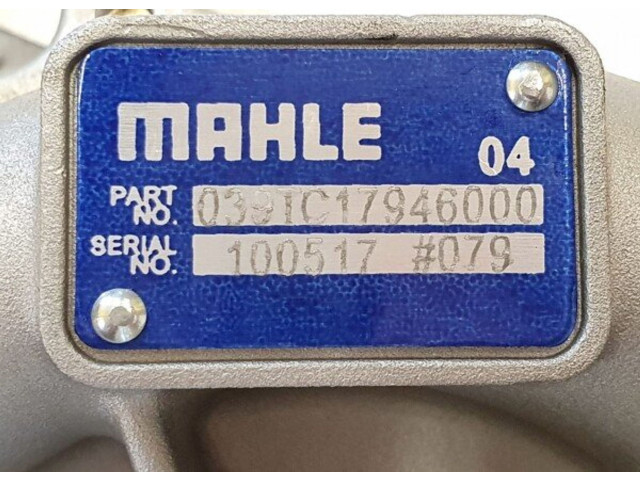 MAHLE
04
PART NO. 039TC17946000
SERIAL NO. 100517 #079